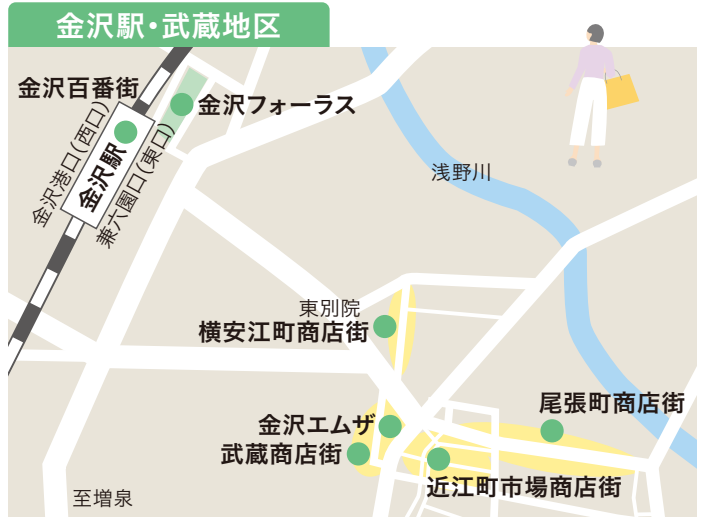 金沢駅・武蔵地区
金沢百番街
金沢フォーラス
金沢港口(西口)
金沢駅
兼六園口(東口)
浅野川
東別院
横安江町商店街
尾張町商店街
金沢エムザ
武蔵商店街
近江町市場商店街
至増泉